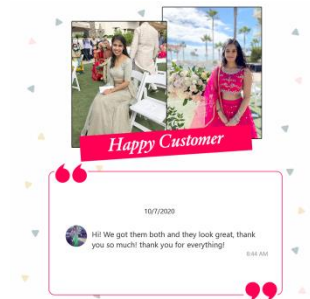 Happy Customer
10/7/2020
Hi! We got them both and they look great, thank
you so much! thank you for everything!
8:44 AM